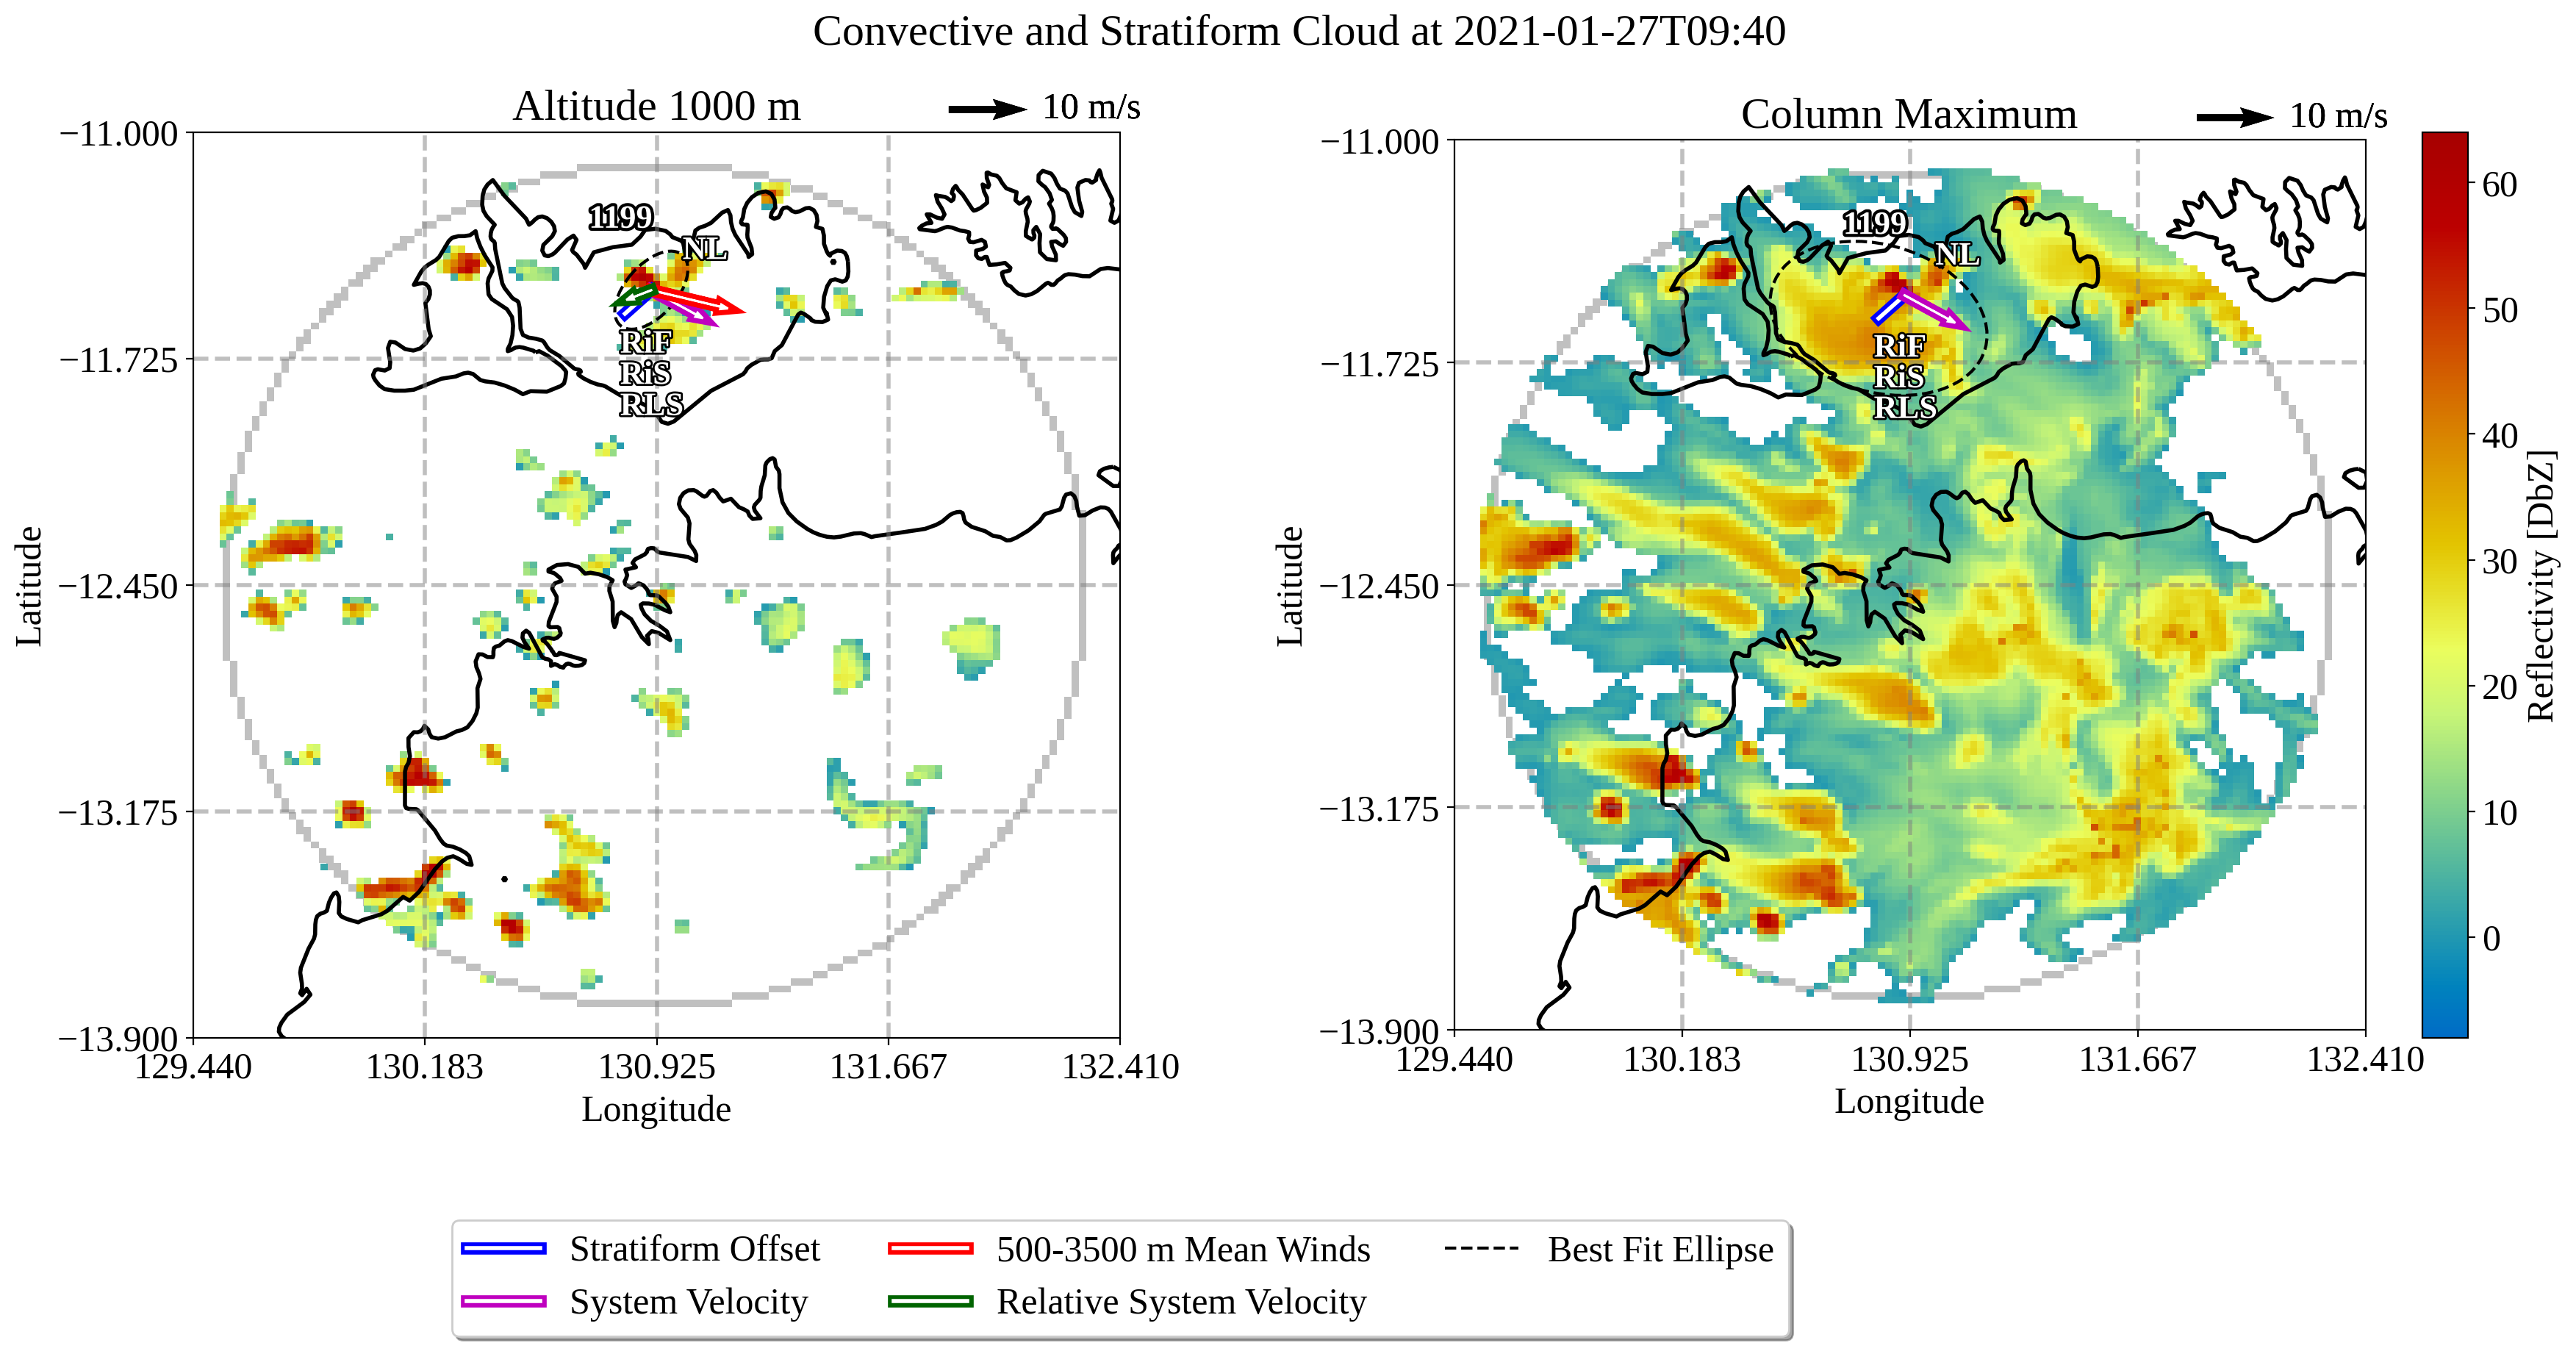 Convective and Stratiform Cloud at 2021-01-27T09:40
Altitude 1000 m
10 m/s
−11.000
−11.725
−12.450
−13.175
−13.900
Latitude
129.440
130.183
130.925
131.667
132.410
Longitude
1199
NL
RiF
RiS
RLS
Column Maximum
10 m/s
−11.000
−11.725
−12.450
−13.175
−13.900
Latitude
129.440
130.183
130.925
131.667
132.410
Longitude
1199
NL
RiF
RiS
RLS
60
50
40
30
20
10
0
Reflectivity [DbZ]
Stratiform Offset
System Velocity
500-3500 m Mean Winds
Relative System Velocity
Best Fit Ellipse